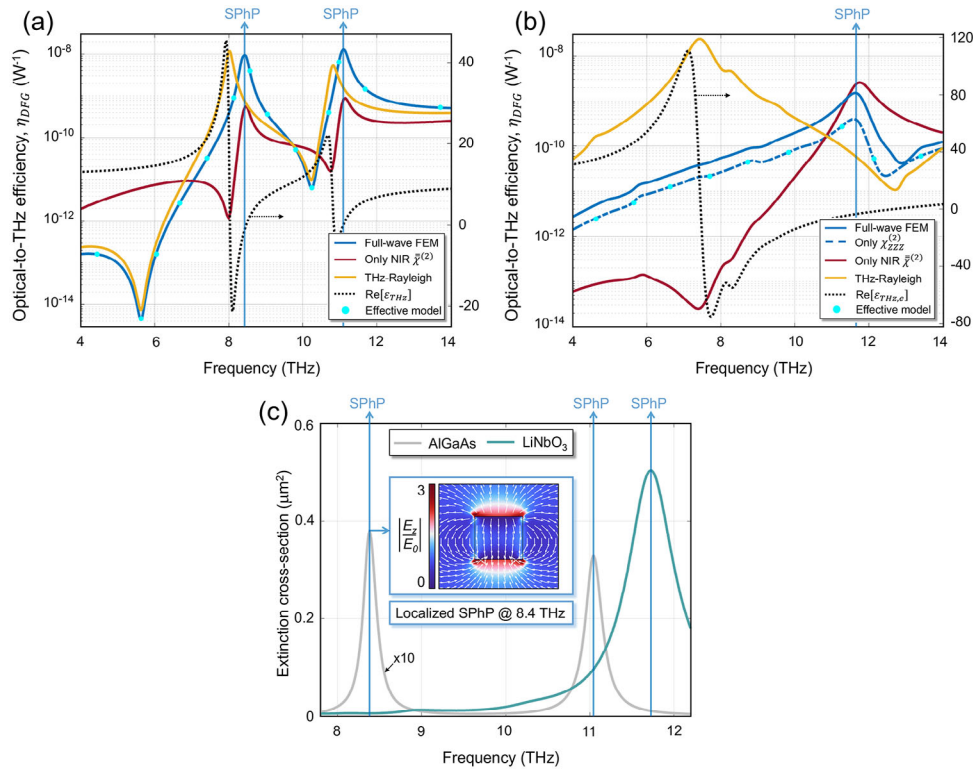 (a)
SPhP
SPhP
Optical-to-THz efficiency, η_DFG (W⁻¹)
10⁻⁸
10⁻¹⁰
10⁻¹²
10⁻¹⁴
40
20
0
-20
Full-wave FEM
Only NIR χ̿⁽²⁾
THz-Rayleigh
Re[ε_THz]
Effective model
4 6 8 10 12 14
Frequency (THz)
(b)
SPhP
Optical-to-THz efficiency, η_DFG (W⁻¹)
10⁻⁸
10⁻¹⁰
10⁻¹²
10⁻¹⁴
120
80
40
0
-40
-80
Full-wave FEM
Only χ⁽²⁾_ZZZ
Only NIR χ̿⁽²⁾
THz-Rayleigh
Re[ε_THz,e]
Effective model
4 6 8 10 12 14
Frequency (THz)
(c)
SPhP
SPhP
SPhP
Extinction cross-section (μm²)
0.6
0.4
0.2
0
AlGaAs
LiNbO₃
3
|E_z/E_0|
0
Localized SPhP @ 8.4 THz
x10
8 9 10 11 12
Frequency (THz)